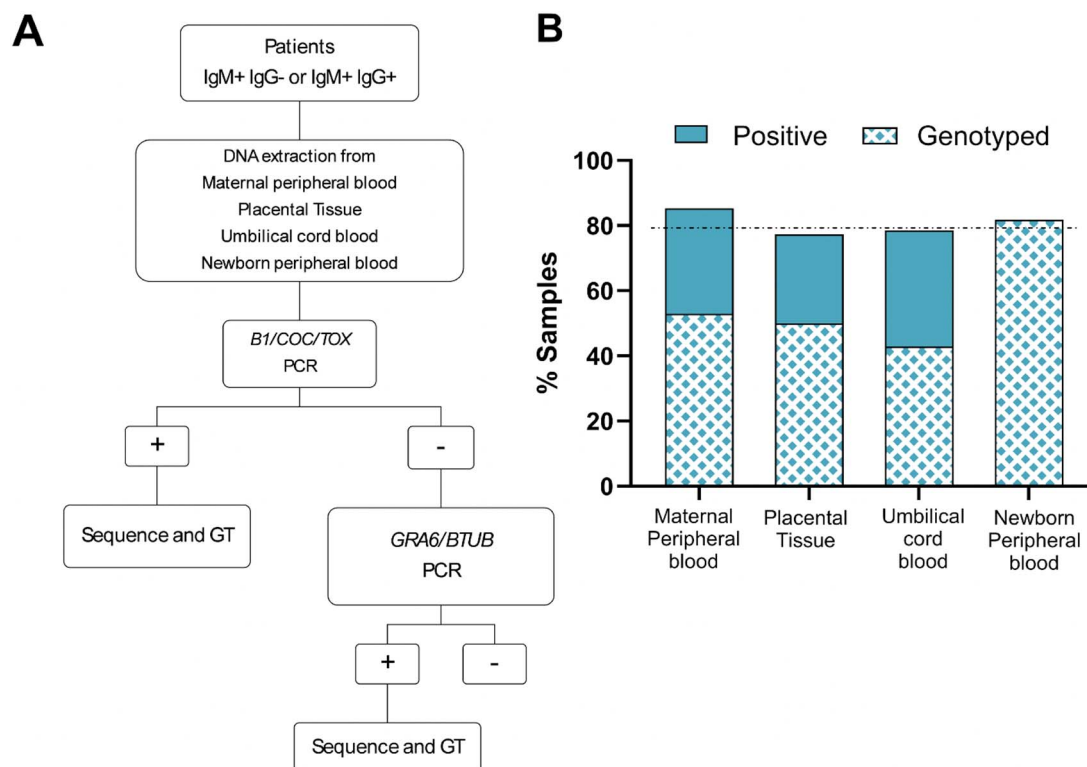 A
Patients
IgM+ IgG- or IgM+ IgG+
DNA extraction from
Maternal peripheral blood
Placental Tissue
Umbilical cord blood
Newborn peripheral blood
B1/COC/TOX
PCR
+
-
Sequence and GT
GRA6/BTUB
PCR
+
-
Sequence and GT
B
Positive
Genotyped
100
80
60
40
20
0
% Samples
Maternal
Peripheral
blood
Placental
Tissue
Umbilical
cord
blood
Newborn
Peripheral
blood